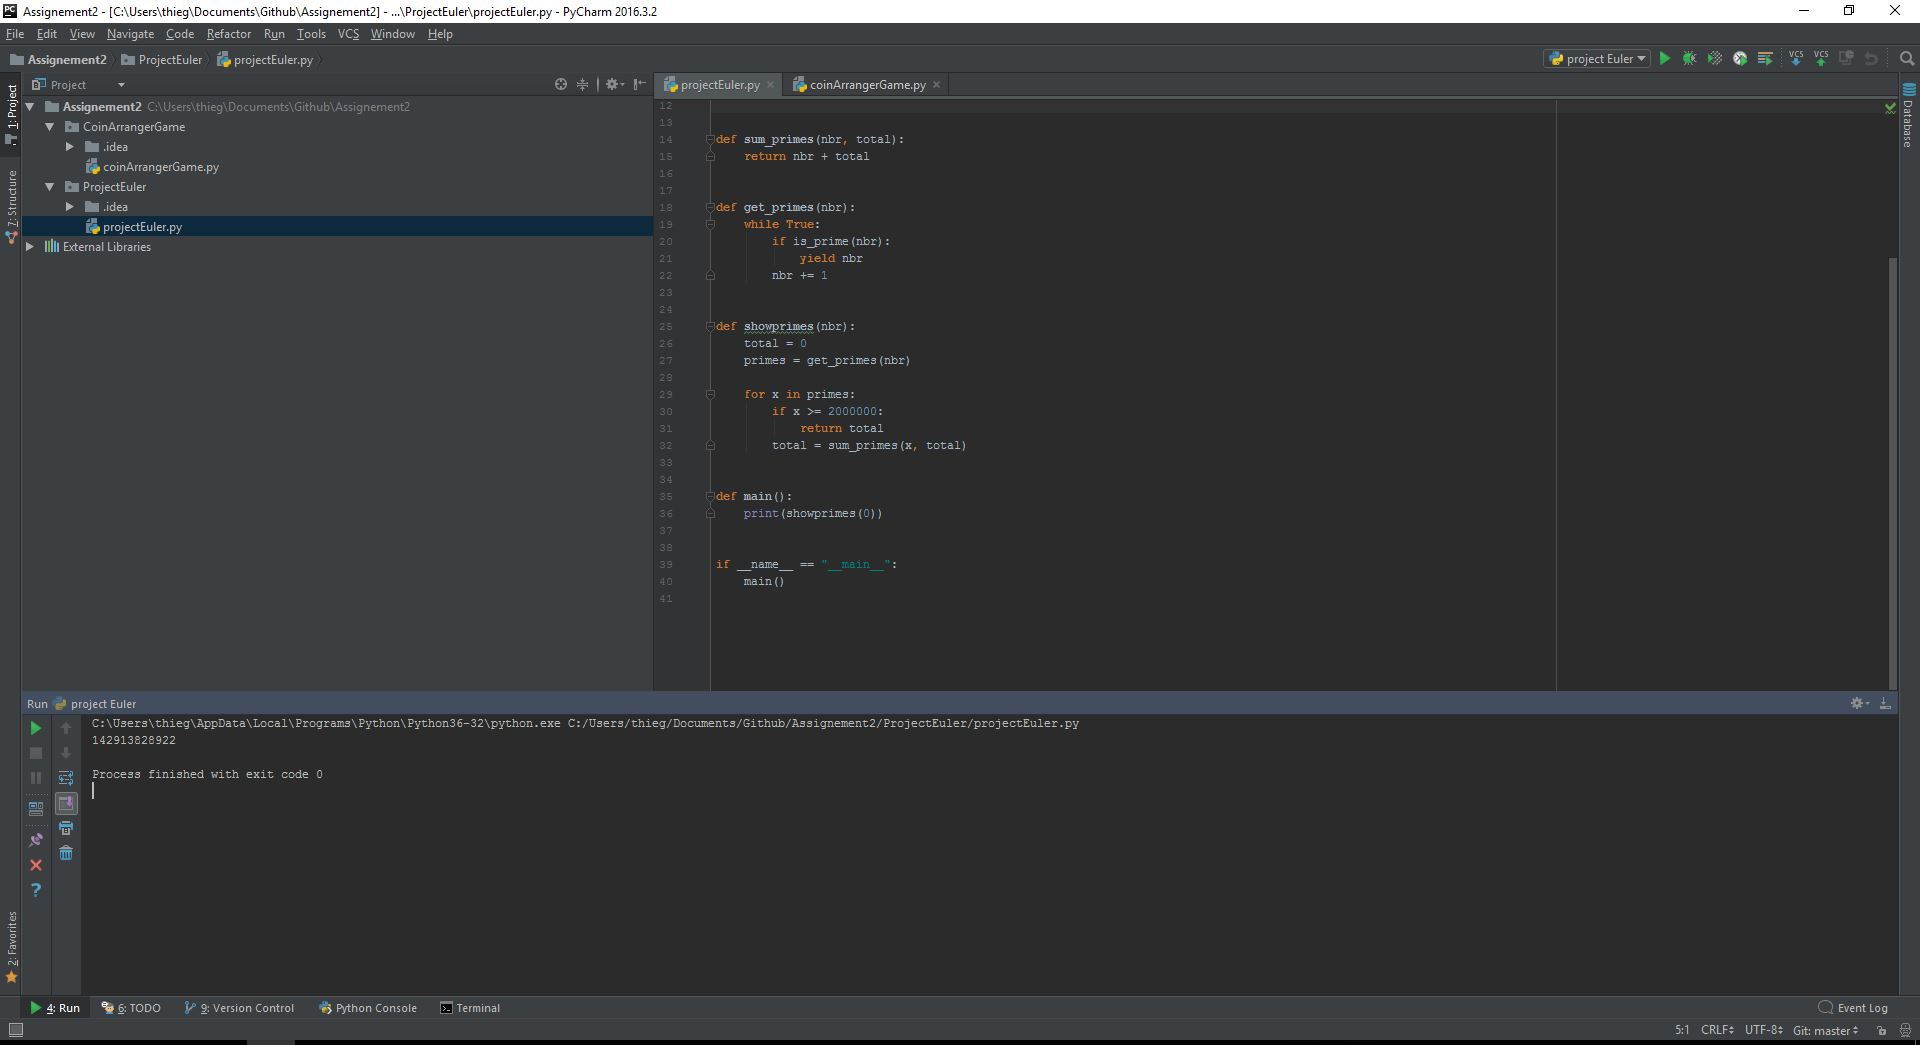 Assignement2 - [C:\Users\thieg\Documents\Github\Assignement2] - ...\ProjectEuler\projectEuler.py - PyCharm 2016.3.2
File Edit View Navigate Code Refactor Run Tools VCS Window Help
Assignement2 ProjectEuler projectEuler.py project Euler VCS VCS
Project
projectEuler.py coinArrangerGame.py
1: Project
7: Structure
2: Favorites
Database
Assignement2 C:\Users\thieg\Documents\Github\Assignement2
CoinArrangerGame
.idea
coinArrangerGame.py
ProjectEuler
.idea
projectEuler.py
External Libraries
12
13
14 def sum_primes(nbr, total):
15 return nbr + total
16
17
18 def get_primes(nbr):
19 while True:
20 if is_prime(nbr):
21 yield nbr
22 nbr += 1
23
24
25 def showprimes(nbr):
26 total = 0
27 primes = get_primes(nbr)
28
29 for x in primes:
30 if x >= 2000000:
31 return total
32 total = sum_primes(x, total)
33
34
35 def main():
36 print(showprimes(0))
37
38
39 if __name__ == "__main__":
40 main()
41
Run project Euler
C:\Users\thieg\AppData\Local\Programs\Python\Python36-32\python.exe C:/Users/thieg/Documents/Github/Assignement2/ProjectEuler/projectEuler.py
142913828922
Process finished with exit code 0
4: Run 6: TODO 9: Version Control Python Console Terminal Event Log
5:1 CRLF UTF-8 Git: master